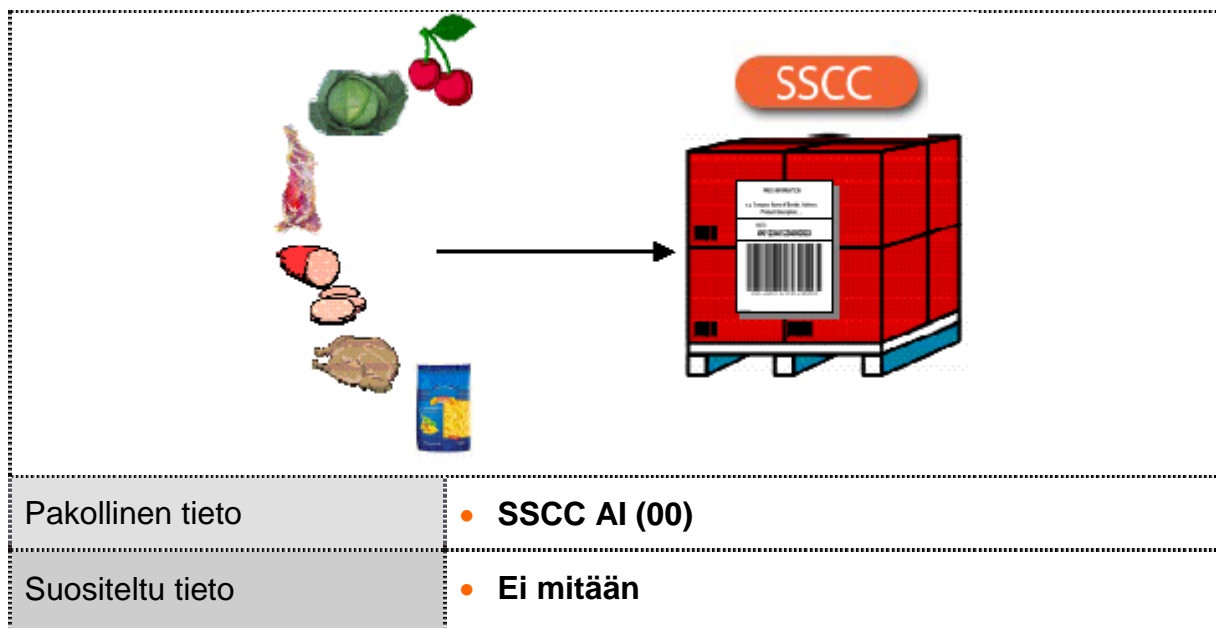 SSCC
Pakollinen tieto
• SSCC AI (00)
Suositeltu tieto
• Ei mitään